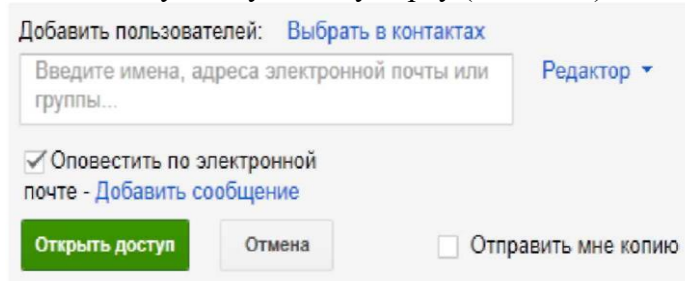 Добавить пользователей: Выбрать в контактах
Введите имена, адреса электронной почты или
группы...
Редактор
Оповестить по электронной
почте - Добавить сообщение
Открыть доступ Отмена Отправить мне копию